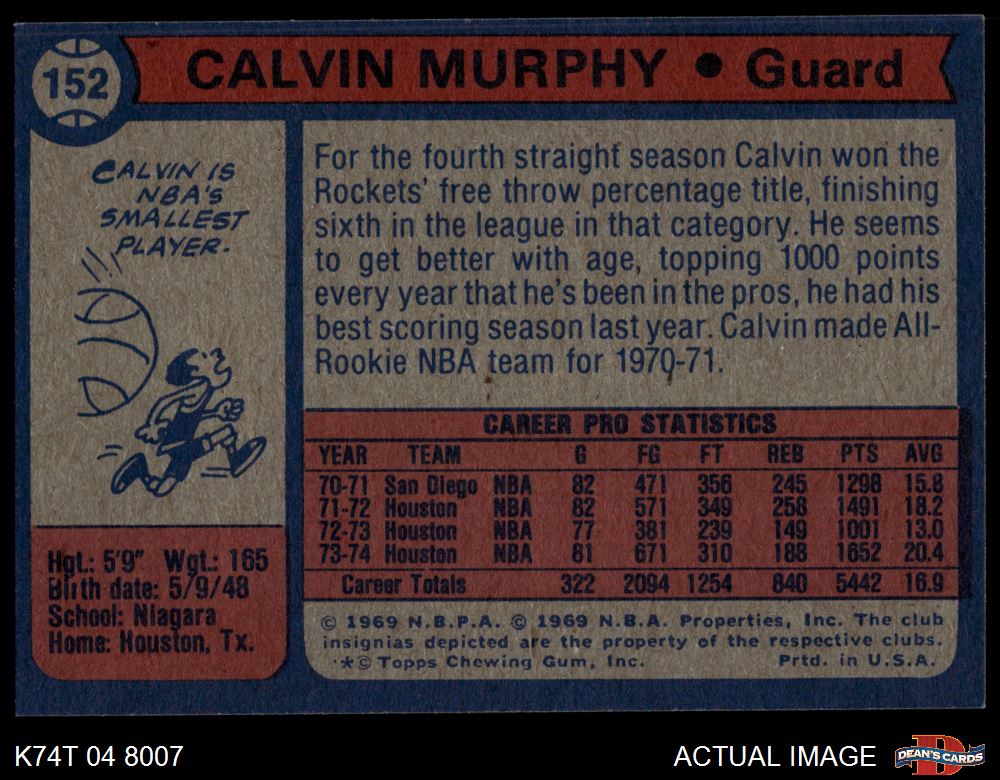 152
CALVIN MURPHY • Guard
CALVIN IS
NBA'S
SMALLEST
PLAYER.
For the fourth straight season Calvin won the
Rockets' free throw percentage title, finishing
sixth in the league in that category. He seems
to get better with age, topping 1000 points
every year that he's been in the pros, he had his
best scoring season last year. Calvin made All-
Rookie NBA team for 1970-71.
CAREER PRO STATISTICS
YEAR TEAM G FG FT REB PTS AVG
70-71 San Diego NBA 82 471 356 245 1298 15.8
71-72 Houston NBA 82 571 349 258 1491 18.2
72-73 Houston NBA 77 381 239 149 1001 13.0
73-74 Houston NBA 81 671 310 188 1652 20.4
Career Totals 322 2094 1254 840 5442 16.9
Hgt.: 5'9" Wgt.: 165
Birth date: 5/9/48
School: Niagara
Home: Houston, Tx.
© 1969 N.B.P.A. © 1969 N.B.A. Properties, Inc. The club
insignias depicted are the property of the respective clubs.
*© Topps Chewing Gum, Inc. Prtd. in U.S.A.
K74T 04 8007
ACTUAL IMAGE
D
DEAN'S CARDS